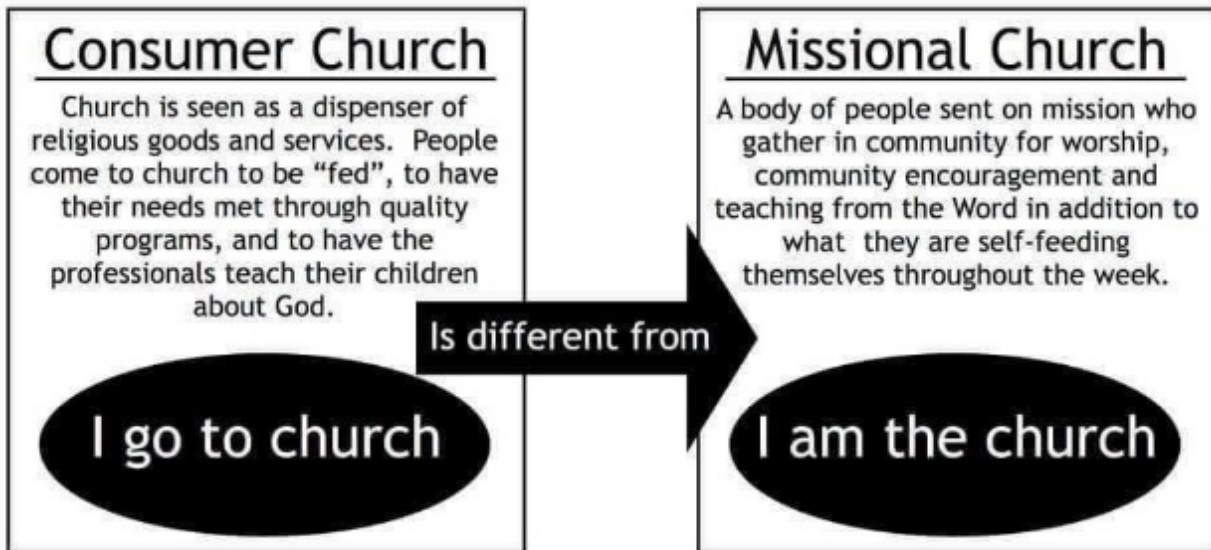 Consumer Church
Church is seen as a dispenser of
religious goods and services.  People
come to church to be “fed”, to have
their needs met through quality
programs, and to have the
professionals teach their children
about God.
I go to church
Is different from
Missional Church
A body of people sent on mission who
gather in community for worship,
community encouragement and
teaching from the Word in addition to
what  they are self-feeding
themselves throughout the week.
I am the church